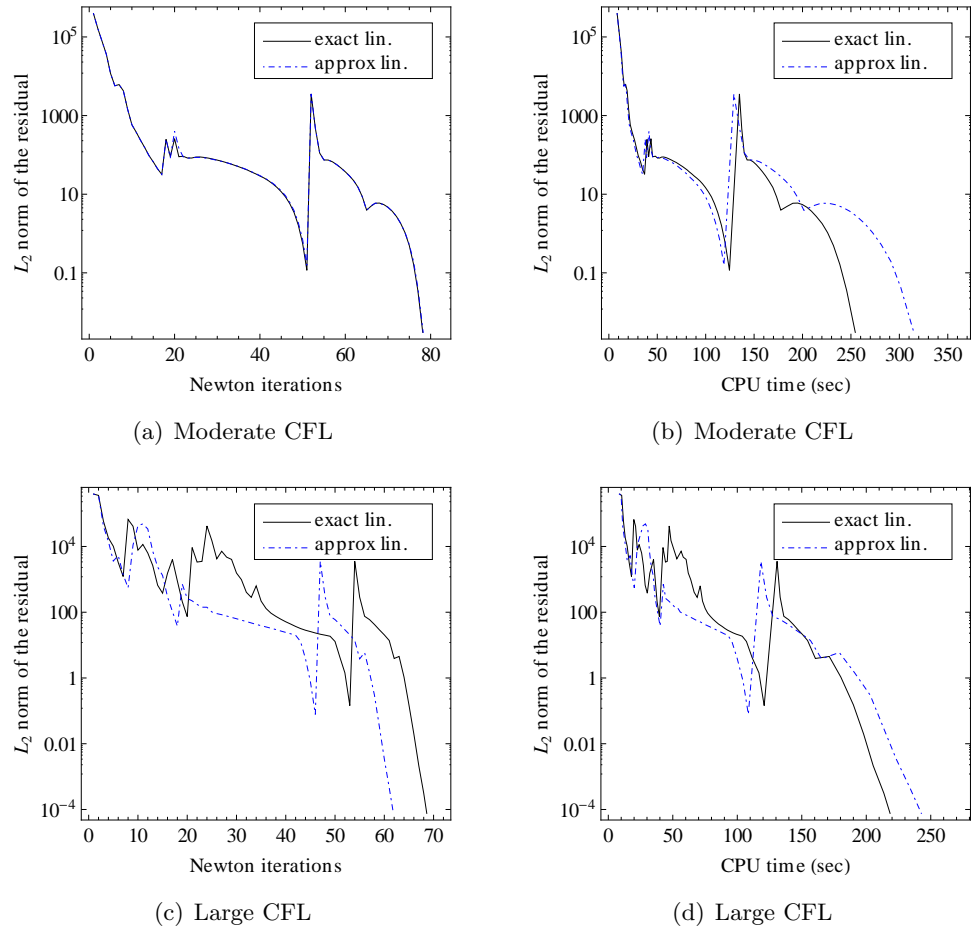 exact lin.
approx lin.
L2 norm of the residual
10^5
1000
10
0.1
0 20 40 60 80
Newton iterations
(a) Moderate CFL
exact lin.
approx lin.
L2 norm of the residual
10^5
1000
10
0.1
0 50 100 150 200 250 300 350
CPU time (sec)
(b) Moderate CFL
exact lin.
approx lin.
L2 norm of the residual
10^4
100
1
0.01
10^-4
0 10 20 30 40 50 60 70
Newton iterations
(c) Large CFL
exact lin.
approx lin.
L2 norm of the residual
10^4
100
1
0.01
10^-4
0 50 100 150 200 250
CPU time (sec)
(d) Large CFL